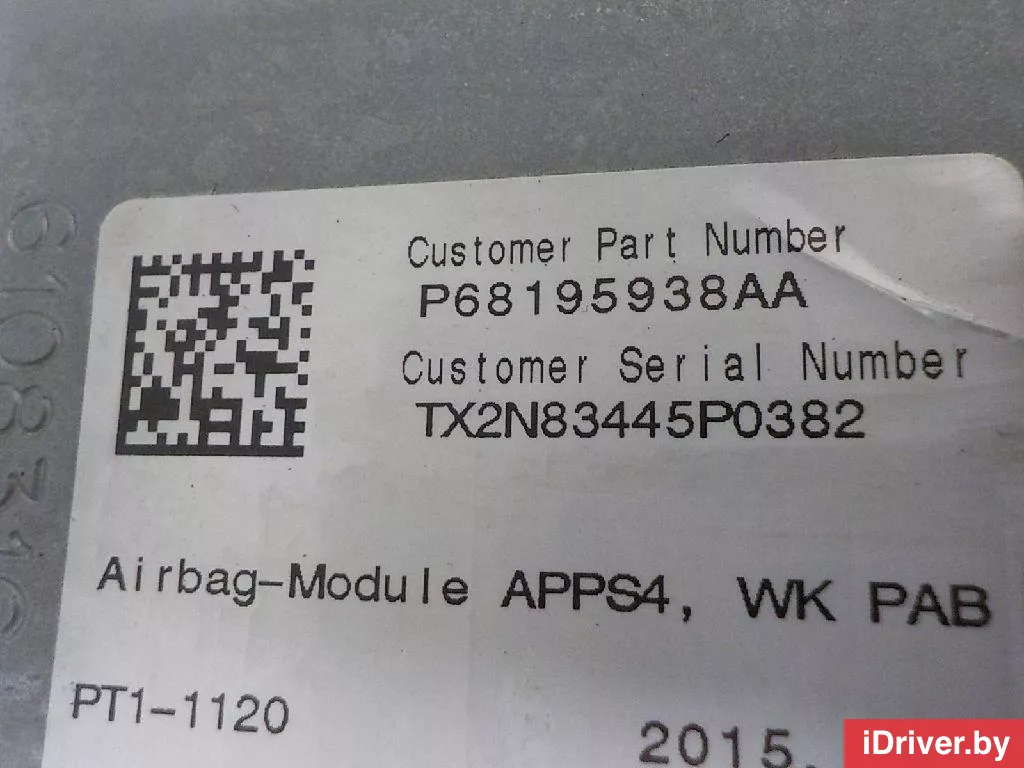 Customer Part Number
P68195938AA
Customer Serial Number
TX2N83445P0382
Airbag-Module APPS4, WK PAB
PT1-1120
2015.
iDriver.by